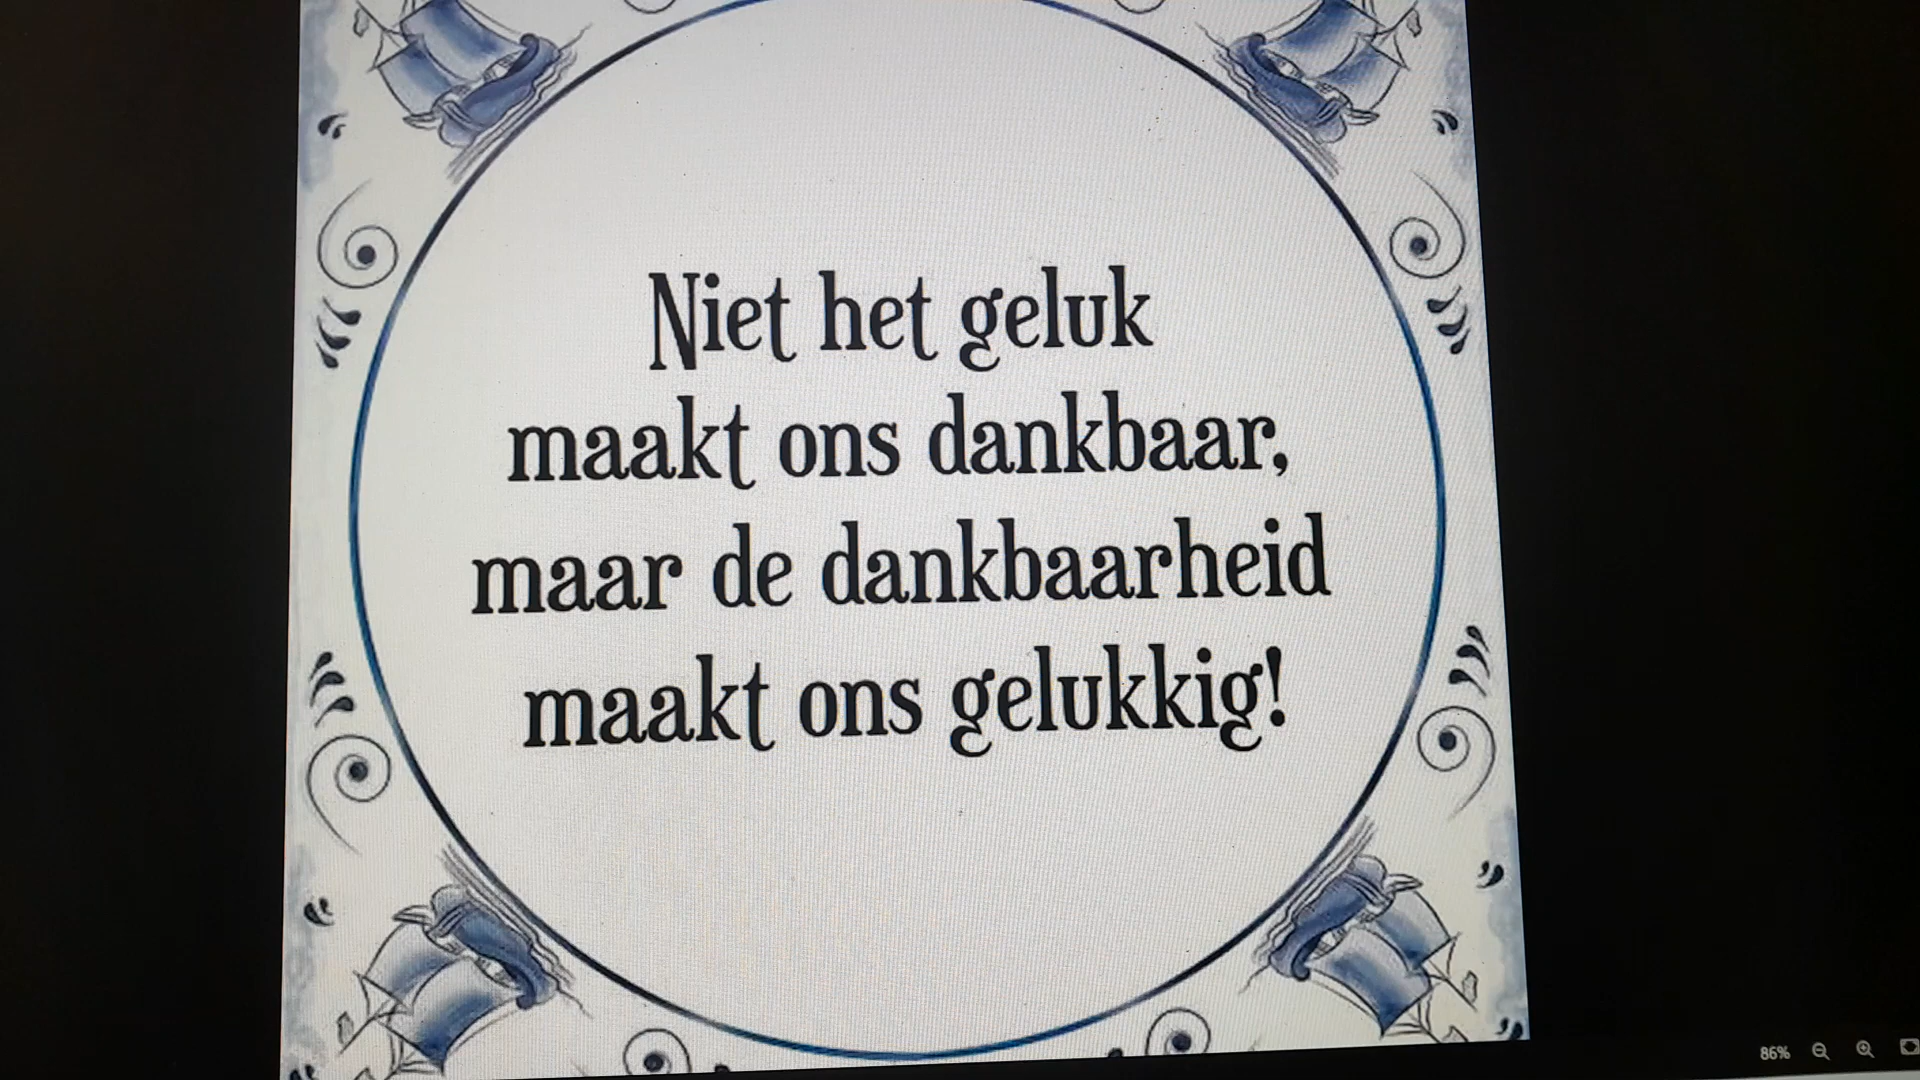 Niet het geluk
maakt ons dankbaar,
maar de dankbaarheid
maakt ons gelukkig!
86%